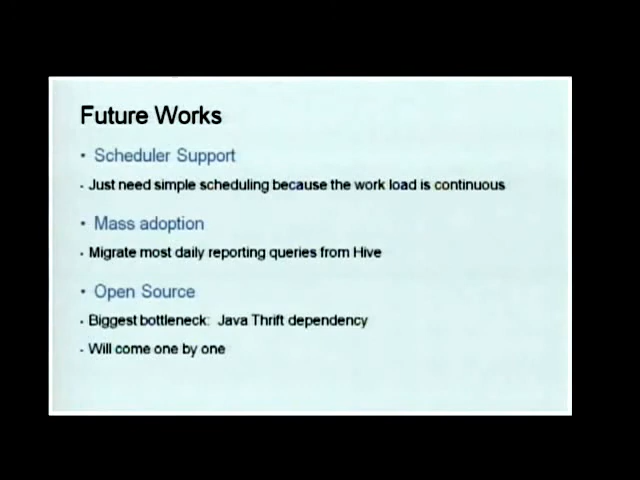 Future Works
• Scheduler Support
- Just need simple scheduling because the work load is continuous
• Mass adoption
- Migrate most daily reporting queries from Hive
• Open Source
- Biggest bottleneck: Java Thrift dependency
- Will come one by one